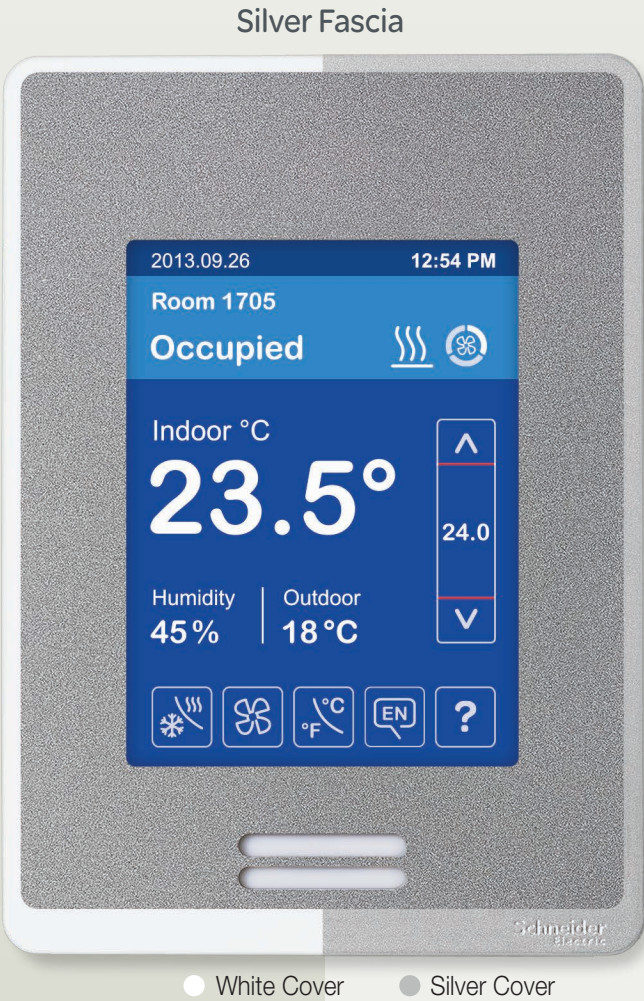 Silver Fascia
2013.09.26 12:54 PM
Room 1705
Occupied
Indoor °C
23.5°
24.0
Humidity Outdoor
45% 18°C
°F °C EN ?
Schneider
Electric
White Cover Silver Cover